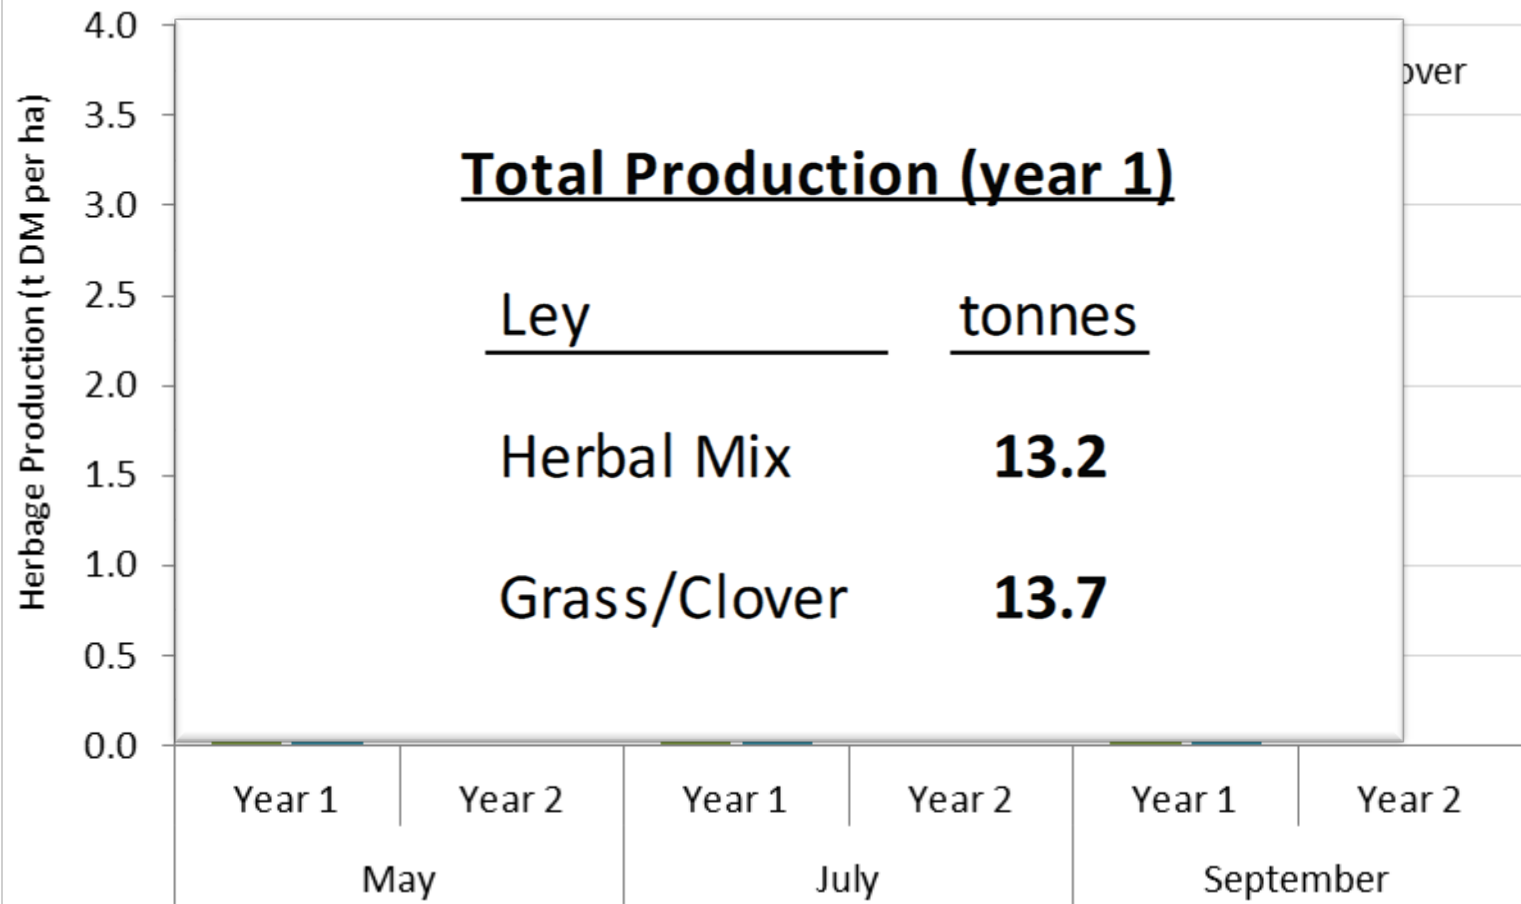 4.0
3.5
3.0
2.5
2.0
1.5
1.0
0.5
0.0
Herbage Production (t DM per ha)
over
Total Production (year 1)
Ley tonnes
Herbal Mix 13.2
Grass/Clover 13.7
Year 1 Year 2 Year 1 Year 2 Year 1 Year 2
May July September